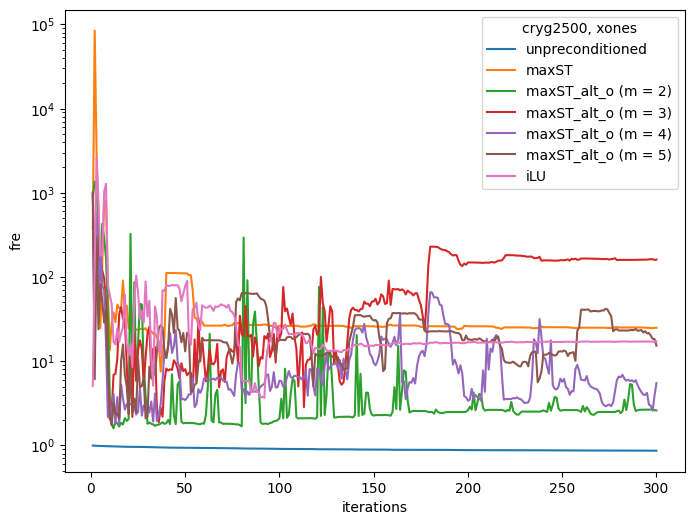 cryg2500, xones
unpreconditioned
maxST
maxST_alt_o (m = 2)
maxST_alt_o (m = 3)
maxST_alt_o (m = 4)
maxST_alt_o (m = 5)
iLU
10^5
10^4
10^3
10^2
10^1
10^0
fre
0 50 100 150 200 250 300
iterations